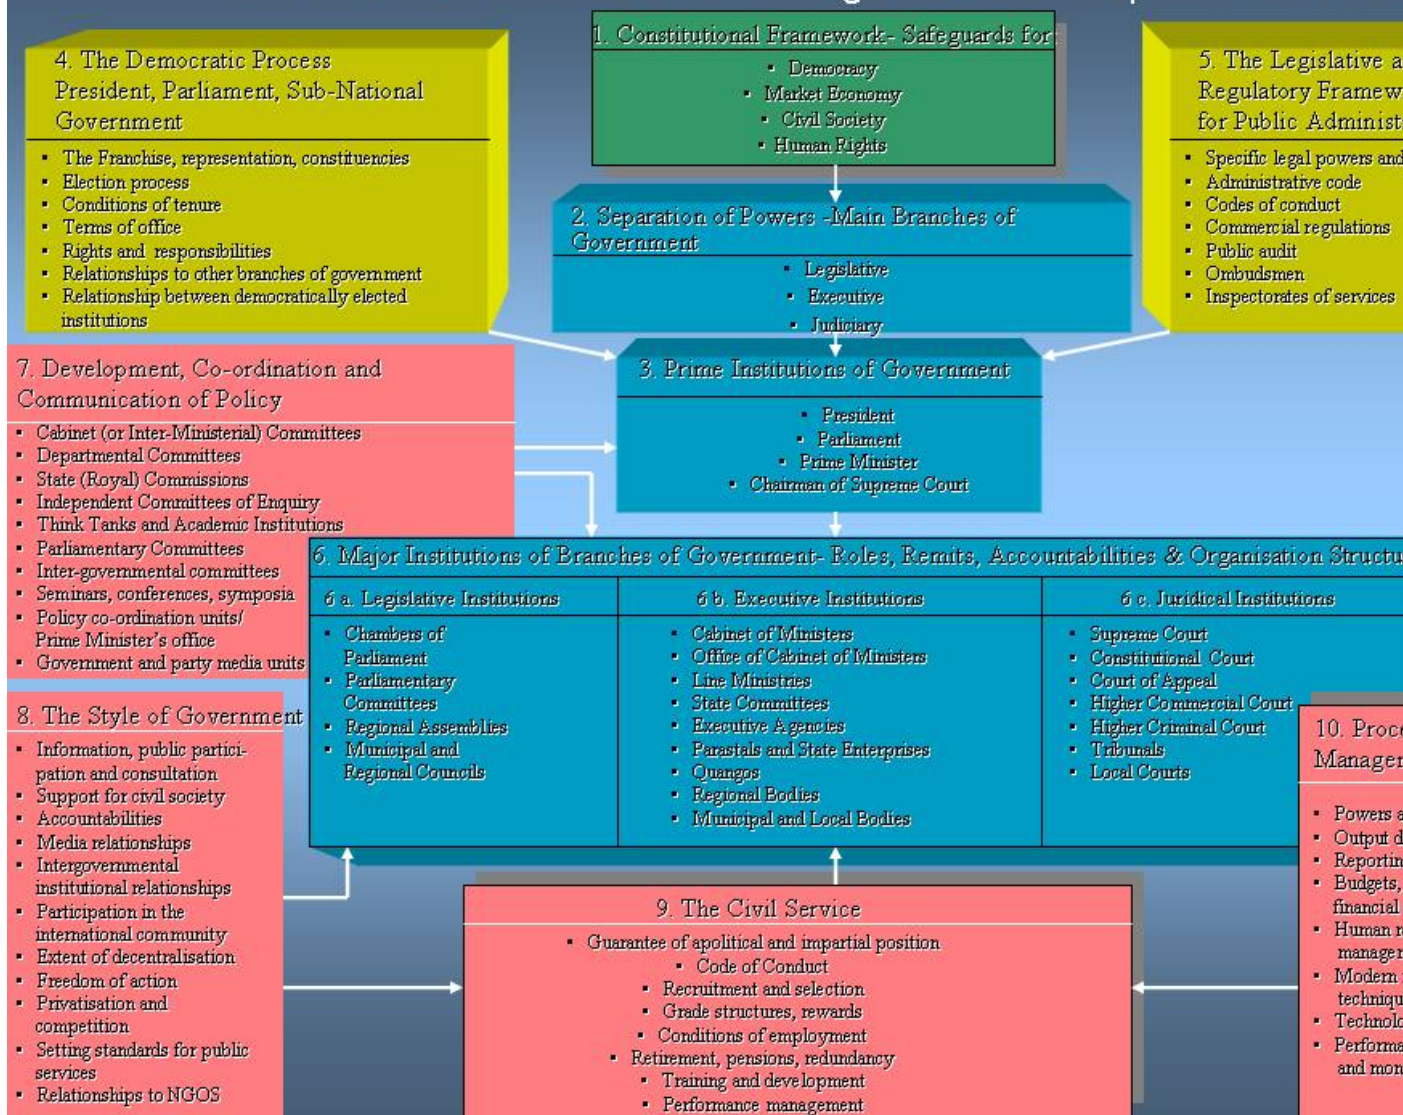 1. Constitutional Framework- Safeguards for:
▪ Democracy
▪ Market Economy
▪ Civil Society
▪ Human Rights
4. The Democratic Process
President, Parliament, Sub-National
Government
▪ The Franchise, representation, constituencies
▪ Election process
▪ Conditions of tenure
▪ Terms of office
▪ Rights and responsibilities
▪ Relationships to other branches of government
▪ Relationship between democratically elected
institutions
2. Separation of Powers -Main Branches of
Government
▪ Legislative
▪ Executive
▪ Judiciary
5. The Legislative
Regulatory
for Public
▪ Specific legal powers and
▪ Administrative code
▪ Codes of conduct
▪ Commercial regulations
▪ Public audit
▪ Ombudsmen
▪ Inspectorates of services
3. Prime Institutions of Government
▪ President
▪ Parliament
▪ Prime Minister
▪ Chairman of Supreme Court
7. Development, Co-ordination and
Communication of Policy
▪ Cabinet (or Inter-Ministerial) Committees
▪ Departmental Committees
▪ State (Royal) Commissions
▪ Independent Committees of Enquiry
▪ Think Tanks and Academic Institutions
▪ Parliamentary Committees
▪ Inter-governmental committees
▪ Seminars, conferences, symposia
▪ Policy co-ordination units/
Prime Minister's office
▪ Government and party media units
6. Major Institutions of Branches of Government- Roles, Remits, Accountabilities & Organisation
6 a. Legislative Institutions
▪ Chambers of
Parliament
▪ Parliamentary
Committees
▪ Regional Assemblies
▪ Municipal and
Regional Councils
6 b. Executive Institutions
▪ Cabinet of Ministers
▪ Office of Cabinet of Ministers
▪ Line Ministries
▪ State Committees
▪ Executive Agencies
▪ Parastals and State Enterprises
▪ Quangos
▪ Regional Bodies
▪ Municipal and Local Bodies
6 c. Juridical Institutions
▪ Supreme Court
▪ Constitutional Court
▪ Court of Appeal
▪ Higher Commercial Court
▪ Higher Criminal Court
▪ Tribunals
▪ Local Courts
8. The Style of Government
▪ Information, public partici-
pation and consultation
▪ Support for civil society
▪ Accountabilities
▪ Media relationships
▪ Intergovernmental
institutional relationships
▪ Participation in the
international community
▪ Extent of decentralisation
▪ Freedom of action
▪ Privatisation and
competition
▪ Setting standards for public
services
▪ Relationships to NGOS
9. The Civil Service
▪ Guarantee of apolitical and impartial position
▪ Code of Conduct
▪ Recruitment and selection
▪ Grade structures, rewards
▪ Conditions of employment
▪ Retirement, pensions, redundancy
▪ Training and development
▪ Performance management
10.
▪ Powers
▪ Output
▪ Budgets,
financial
▪ Human
▪ Modern
and